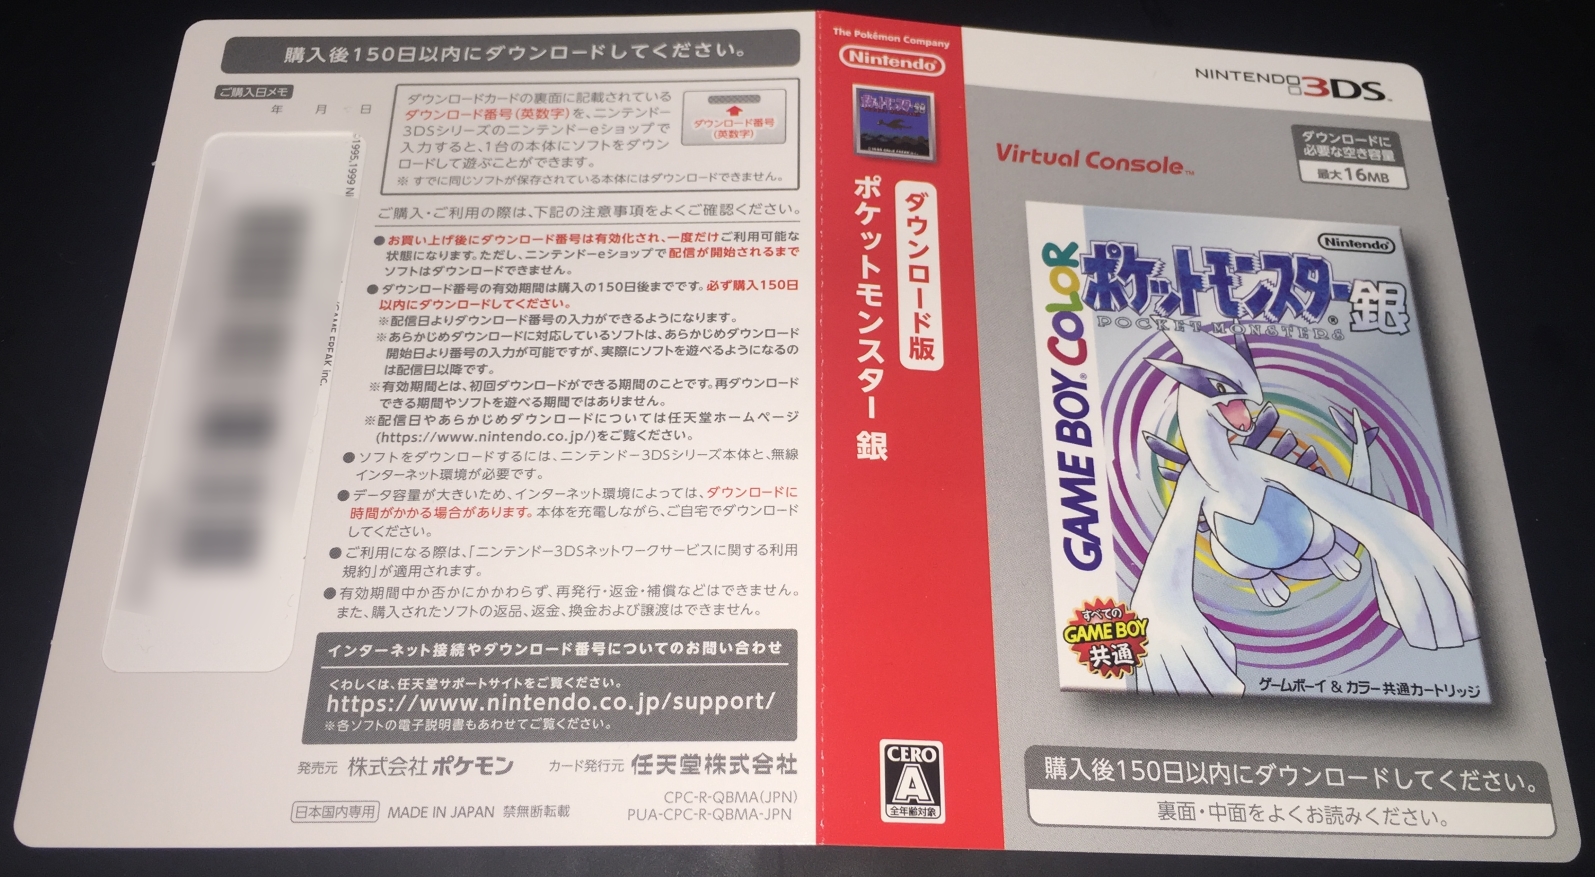 購入後150日以内にダウンロードしてください。
ご購入日メモ
年 月 日
ダウンロードカードの裏面に記載されている
ダウンロード番号(英数字)を、ニンテンドー
3DSシリーズのニンテンドーeショップで
入力すると、1台の本体にソフトをダウン
ロードして遊ぶことができます。
※すでに同じソフトが保存されている本体にはダウンロードできません。
ダウンロード番号
(英数字)
ご購入・ご利用の際は、下記の注意事項をよくご確認ください。
●お買い上げ後にダウンロード番号は有効化され、一度だけご利用可能な
状態になります。ただし、ニンテンドーeショップで配信が開始されるまで
ソフトはダウンロードできません。
●ダウンロード番号の有効期間は購入の150日後までです。必ず購入150日
以内にダウンロードしてください。
※配信日よりダウンロード番号の入力ができるようになります。
※あらかじめダウンロードに対応しているソフトは、あらかじめダウンロード
開始日より番号の入力が可能ですが、実際にソフトを遊べるようになるの
は配信日以降です。
※有効期間とは、初回ダウンロードができる期間のことです。再ダウンロード
できる期間やソフトを遊べる期間ではありません。
※配信日やあらかじめダウンロードについては任天堂ホームページ
(https://www.nintendo.co.jp/)をご覧ください。
●ソフトをダウンロードするには、ニンテンドー3DSシリーズ本体と、無線
インターネット環境が必要です。
●データ容量が大きいため、インターネット環境によっては、ダウンロードに
時間がかかる場合があります。本体を充電しながら、ご自宅でダウンロード
してください。
●ご利用になる際は、「ニンテンドー3DSネットワークサービスに関する利用
規約」が適用されます。
●有効期間中か否かにかかわらず、再発行・返金・補償などはできません。
また、購入されたソフトの返品、返金、換金および譲渡はできません。
インターネット接続やダウンロード番号についてのお問い合わせ
くわしくは、任天堂サポートサイトをご覧ください。
https://www.nintendo.co.jp/support/
※各ソフトの電子説明書もあわせてご覧ください。
発売元 株式会社ポケモン カード発行元 任天堂株式会社
日本国内専用 MADE IN JAPAN 禁無断転載
CPC-R-QBMA(JPN)
PUA-CPC-R-QBMA-JPN
1995,1999 Ni
GAME FREAK inc.
The Pokémon Company
Nintendo
ダウンロード版
ポケットモンスター 銀
CERO
A
全年齢対象
NINTENDO3DS™
Virtual Console™
ダウンロードに
必要な空き容量
最大16MB
Nintendo
GAME BOY COLOR
ポケットモンスター銀
POCKET MONSTERS
すべての
GAME BOY
共通
ゲームボーイ & カラー 共通カートリッジ
購入後150日以内にダウンロードしてください。
裏面・中面をよくお読みください。